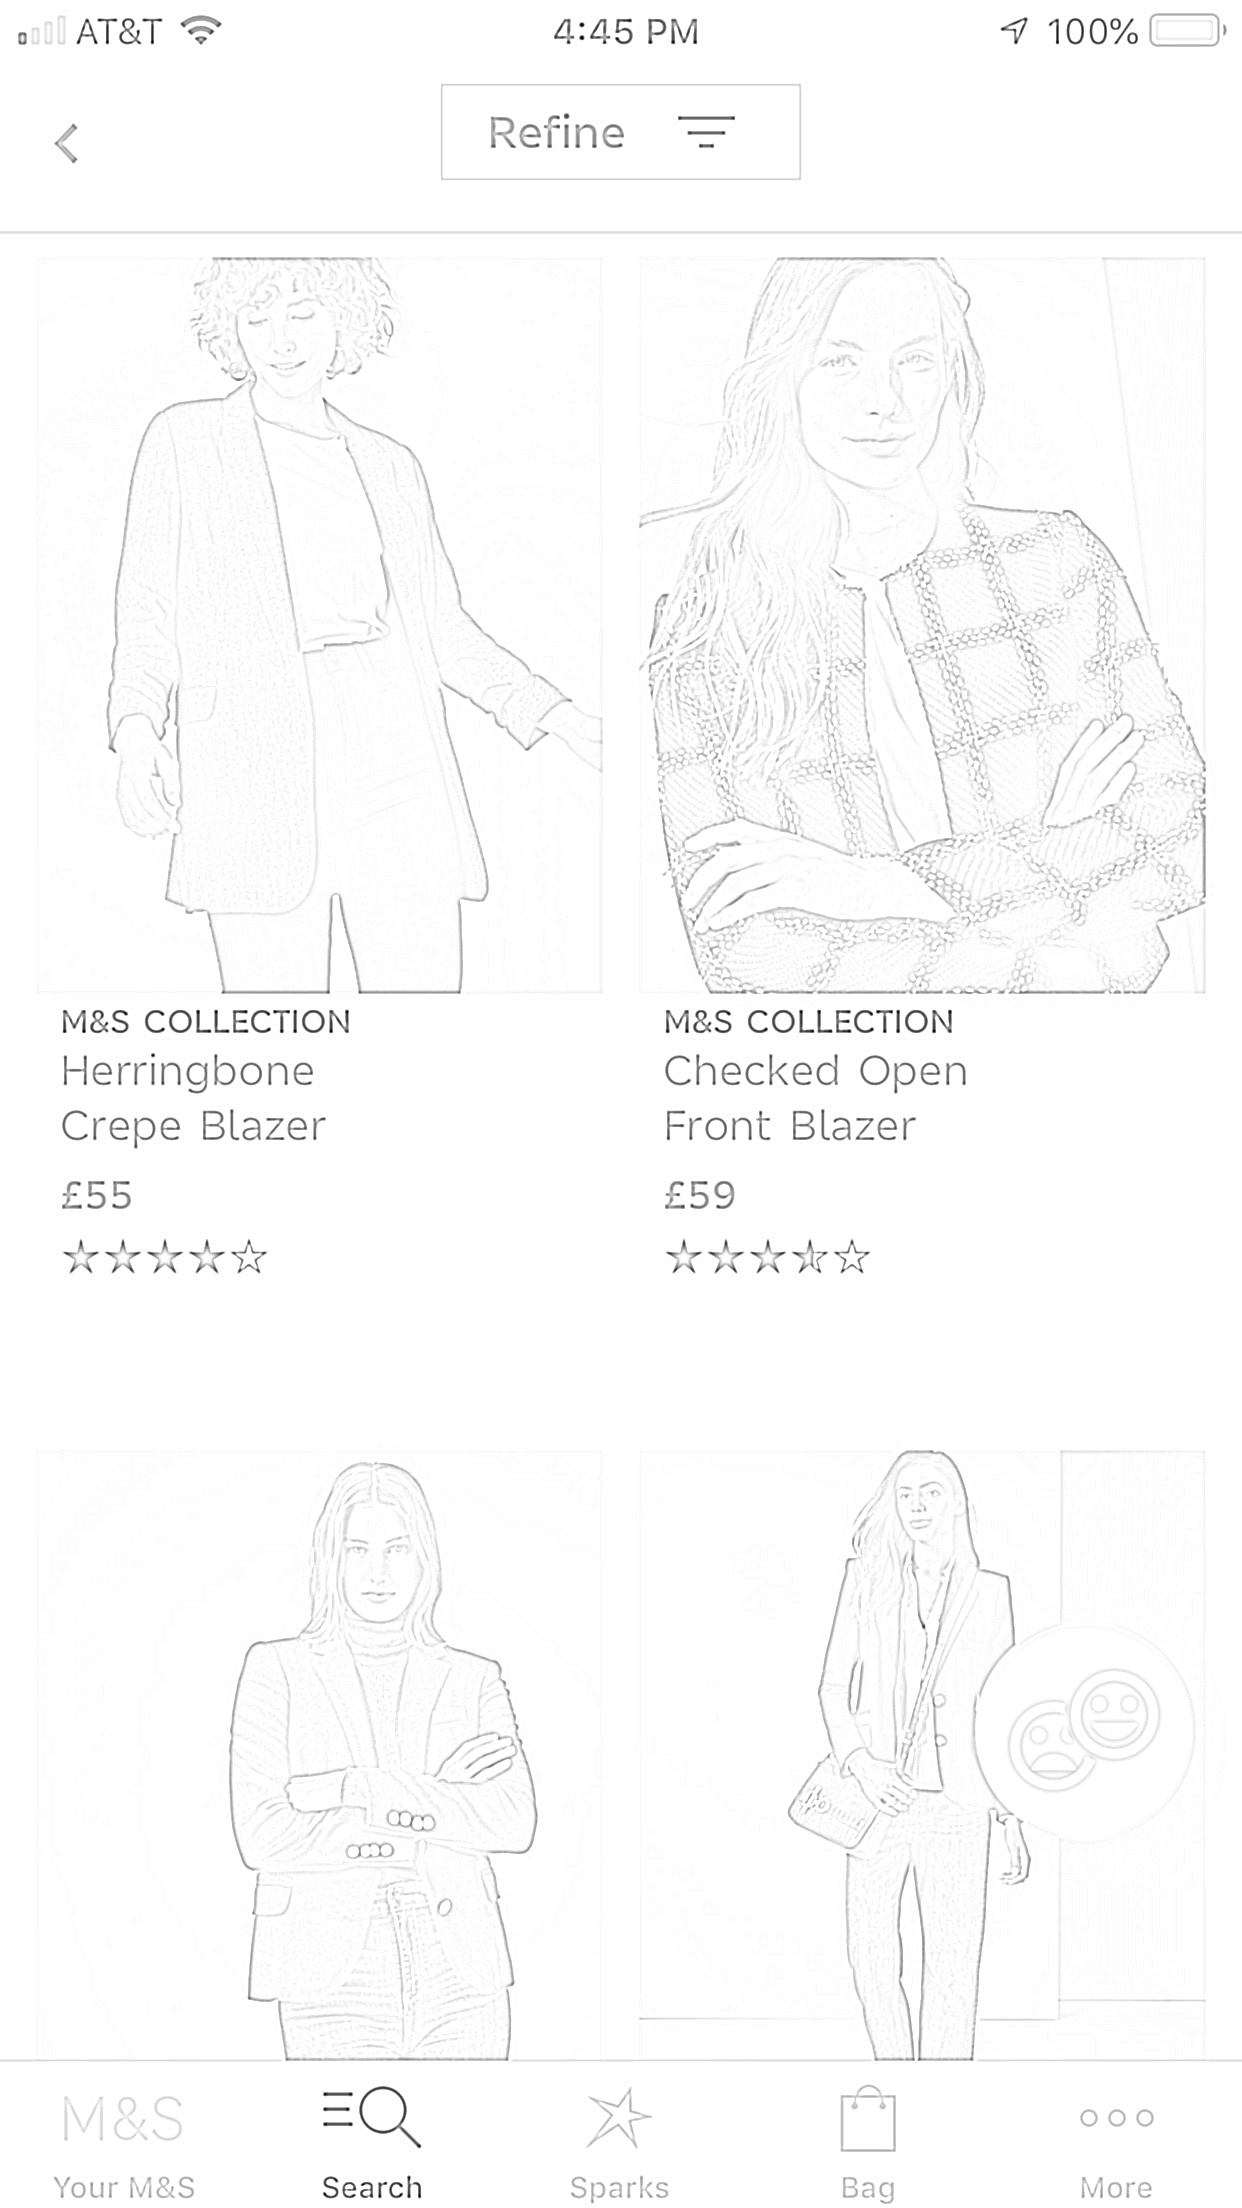 AT&T 4:45 PM 100%
Refine
M&S COLLECTION
Herringbone
Crepe Blazer
£55
M&S COLLECTION
Checked Open
Front Blazer
£59
M&S
Your M&S
Search
Sparks
Bag
More